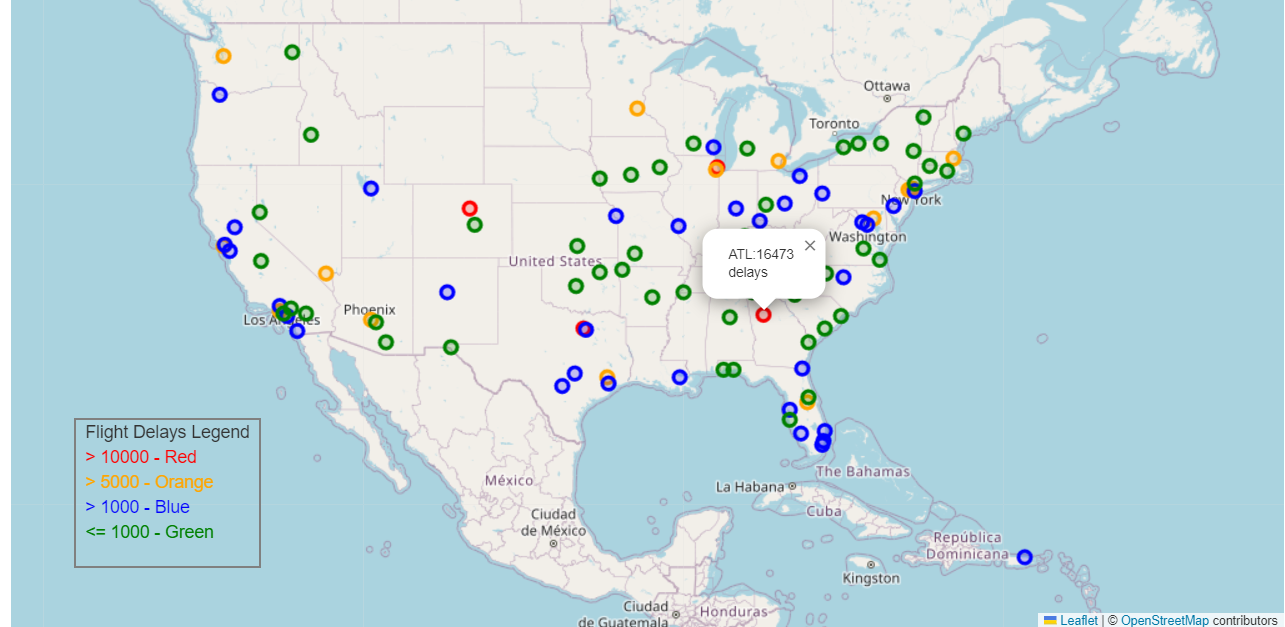 Ottawa
Toronto
New York
Washington
United States
ATL:16473
delays
×
Phoenix
Los Angeles
Flight Delays Legend
> 10000 - Red
> 5000 - Orange
> 1000 - Blue
<= 1000 - Green
México
Ciudad
de México
The Bahamas
La Habana
Cuba
República
Dominicana
Kingston
Ciudad
de Guatemala
Honduras
Leaflet | © OpenStreetMap contributors